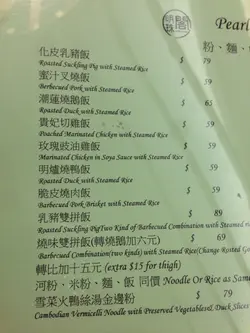 Pearl
粉、麵、
化皮乳豬飯 $ 79
Roasted Suckling Pig with Steamed Rice
蜜汁叉燒飯 $ 59
Barbecued Pork with Steamed Rice
潮蓮燒鵝飯 $ 65
Roasted Duck with Steamed Rice
貴妃切雞飯 $ 59
Poached Marinated Chicken with Steamed Rice
玫瑰豉油雞飯 $ 59
Marinated Chicken in Soya Sauce with Steamed Rice
明爐燒鴨飯 $ 59
Roasted Duck with Steamed Rice
脆皮燒肉飯 $ 59
Barbecued Pork Brisket with Steamed Rice
乳豬雙拼飯 $ 89
Roasted Suckling Pig Two Kind of Barbecued Combination with Steamed
燒味雙拼飯(轉燒鵝加六元) $ 69
Barbecued Combination(two kinds) with Steamed Rice(Change Rosted Go
轉比加十五元 (extra $15 for thigh)
河粉、米粉、麵、飯 同價 Noodle Or Rice as Same
雪菜火鴨絲湯金邊粉 $ 79
Cambodian Vermicelli Noodle with Preserved Vegetables&Duck Slices